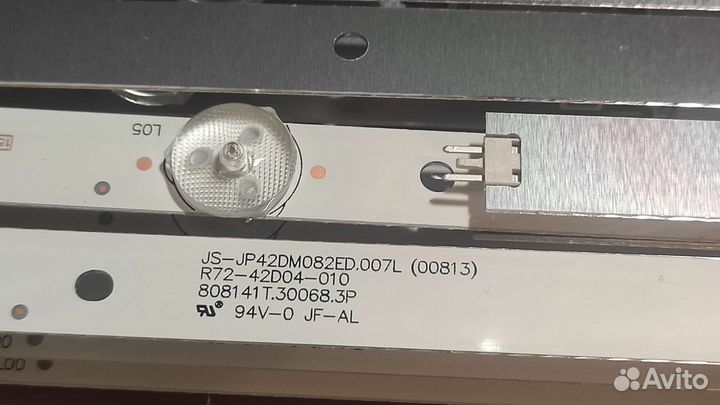 L05
JS-JP42DM082ED.007L (00813)
R72-42D04-010
808141T.30068.3P
94V-0 JF-AL
Avito